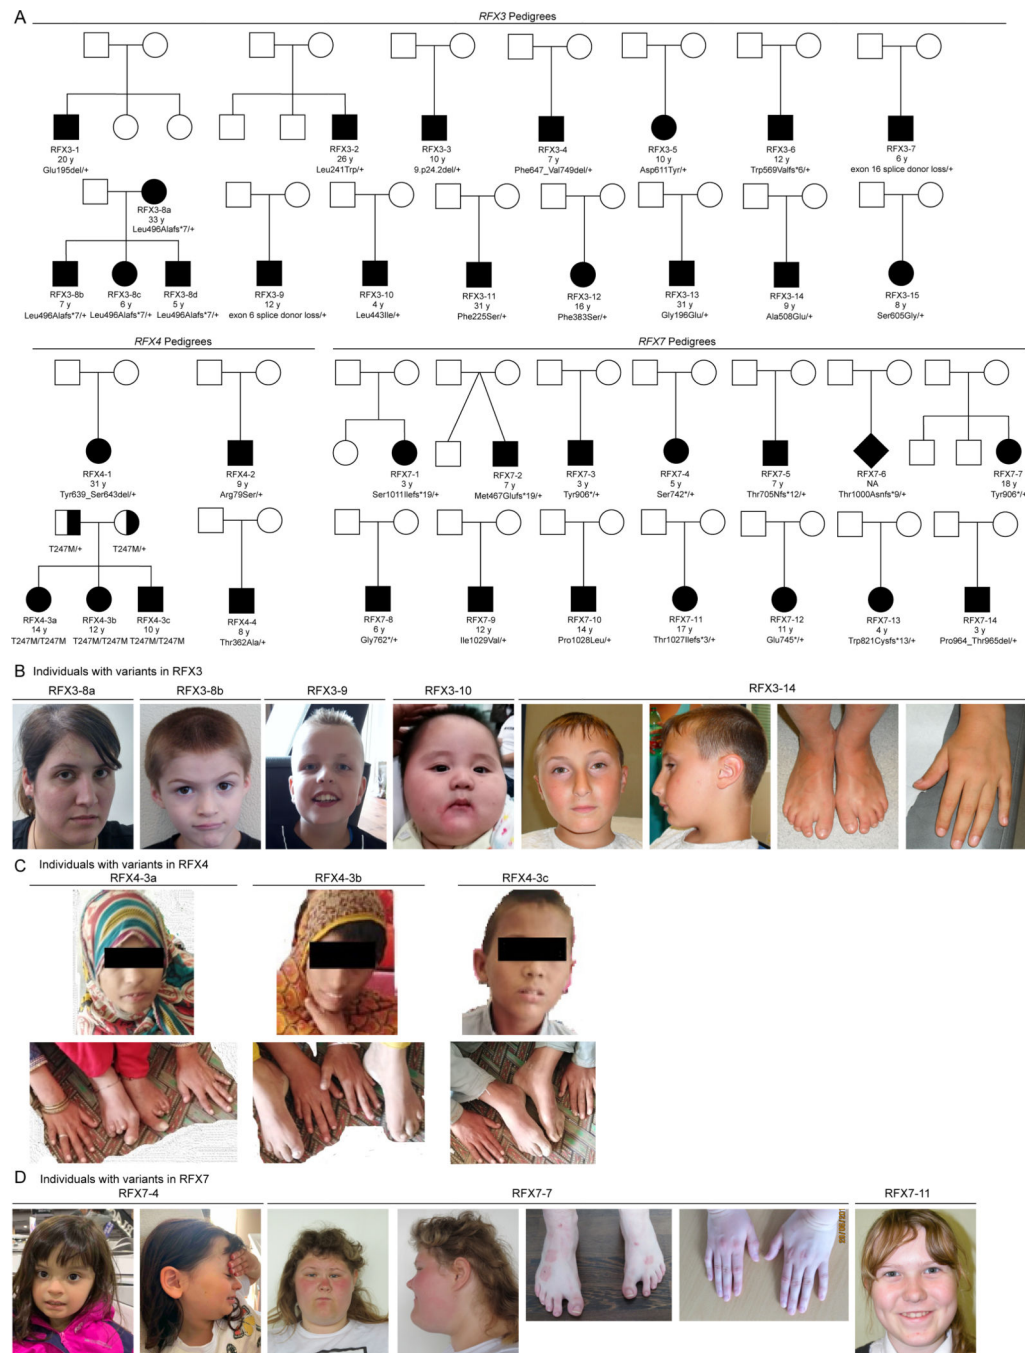 A
RFX3 Pedigrees
RFX3-1 RFX3-2 RFX3-3 RFX3-4 RFX3-5 RFX3-6 RFX3-7
20 y 26 y 10 y 7 y 10 y 12 y 6 y
Glu195del/+ Leu241Trp/+ 9.p24.2del/+ Phe647_Val749del/+ Asp611Tyr/+ Trp569Valfs*6/+ exon 16 splice donor loss/+
RFX3-8a
33 y
Leu496Alafs*7/+
RFX3-8b RFX3-8c RFX3-8d RFX3-9 RFX3-10 RFX3-11 RFX3-12 RFX3-13 RFX3-14 RFX3-15
7 y 6 y 5 y 12 y 4 y 31 y 16 y 31 y 9 y 8 y
Leu496Alafs*7/+ Leu496Alafs*7/+ Leu496Alafs*7/+ exon 6 splice donor loss/+ Leu443Ile/+ Phe225Ser/+ Phe383Ser/+ Gly196Glu/+ Ala508Glu/+ Ser605Gly/+
RFX4 Pedigrees RFX7 Pedigrees
RFX4-1 RFX4-2 RFX7-1 RFX7-2 RFX7-3 RFX7-4 RFX7-5 RFX7-6 RFX7-7
31 y 9 y 3 y 7 y 3 y 5 y 7 y NA 18 y
Tyr639_Ser643del/+ Arg79Ser/+ Ser1011Ilefs*19/+ Met467Glufs*19/+ Tyr906*/+ Ser742*/+ Thr705Nfs*12/+ Thr1000Asnfs*9/+ Tyr906*/+
T247M/+ T247M/+
RFX4-3a RFX4-3b RFX4-3c RFX4-4 RFX7-8 RFX7-9 RFX7-10 RFX7-11 RFX7-12 RFX7-13 RFX7-14
14 y 12 y 10 y 8 y 6 y 12 y 14 y 17 y 11 y 4 y 3 y
T247M/T247M T247M/T247M T247M/T247M Thr362Ala/+ Gly762*/+ Ile1029Val/+ Pro1028Leu/+ Thr1027Ilefs*3/+ Glu745*/+ Trp821Cysfs*13/+ Pro964_Thr965del/+
B Individuals with variants in RFX3
RFX3-8a RFX3-8b RFX3-9 RFX3-10 RFX3-14
C Individuals with variants in RFX4
RFX4-3a RFX4-3b RFX4-3c
D Individuals with variants in RFX7
RFX7-4 RFX7-7 RFX7-11